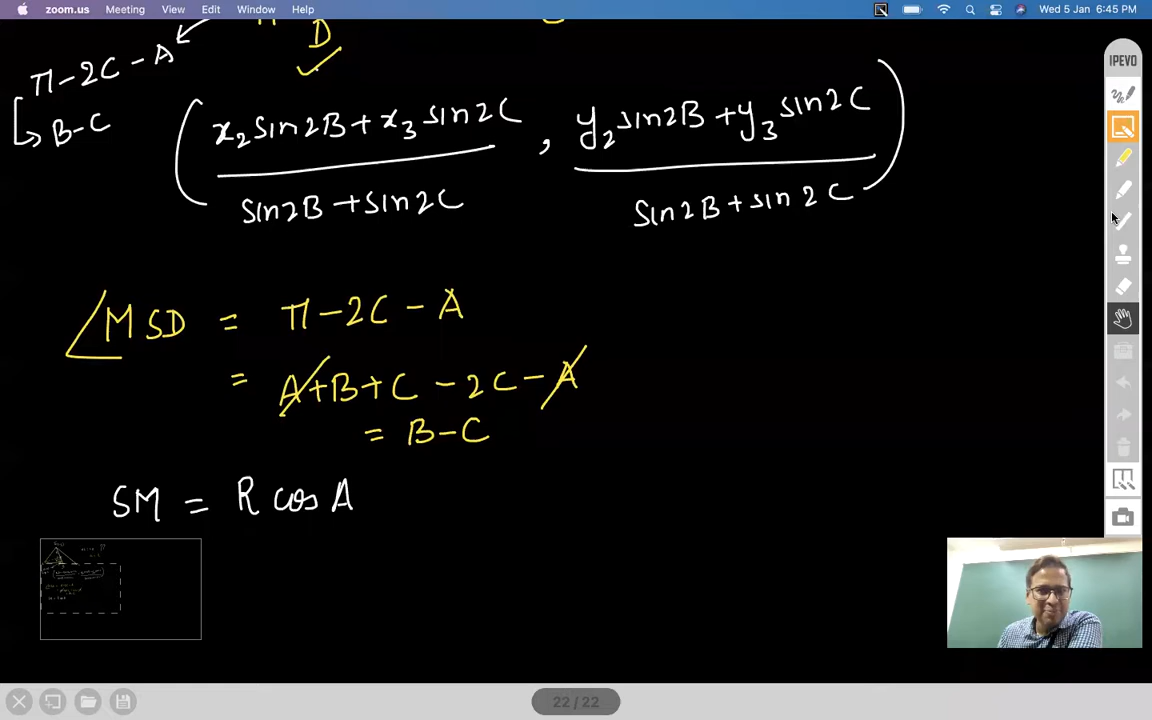 zoom.us Meeting View Edit Window Help Wed 5 Jan 6:45 PM
IPEVO
D
π-2C-A
B-C
(x₂sin2B+x₃sin2C / sin2B+sin2C , y₂sin2B+y₃sin2C / sin2B+sin2C)
∠MSD = π-2C-A
= A+B+C-2C-A
= B-C
SM = R cosA
22/22